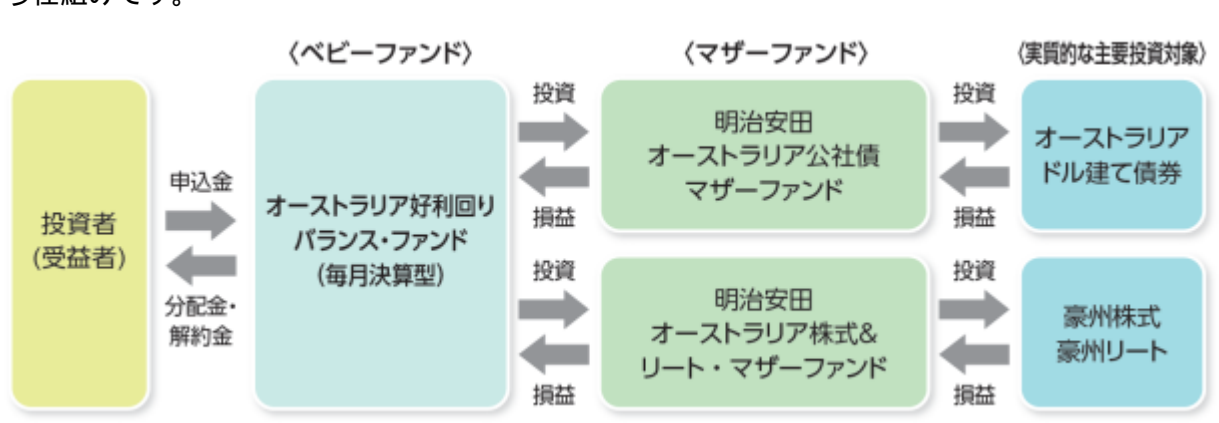 う仕組みです。
〈ベビーファンド〉
〈マザーファンド〉
〈実質的な主要投資対象〉
投資者
(受益者)
申込金
分配金・
解約金
オーストラリア好利回り
バランス・ファンド
(毎月決算型)
投資
損益
明治安田
オーストラリア公社債
マザーファンド
投資
損益
オーストラリア
ドル建て債券
投資
損益
明治安田
オーストラリア株式&
リート・マザーファンド
投資
損益
豪州株式
豪州リート